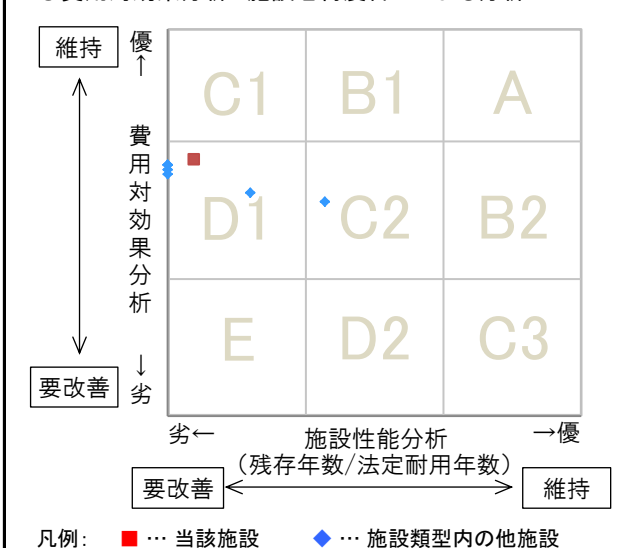 維持
優
↑
C1 B1 A
費用対効果分析
D1 C2 B2
E D2 C3
↓
劣
要改善
劣← 施設性能分析 →優
(残存年数/法定耐用年数)
要改善 維持
凡例: ■ … 当該施設 ◆ … 施設類型内の他施設